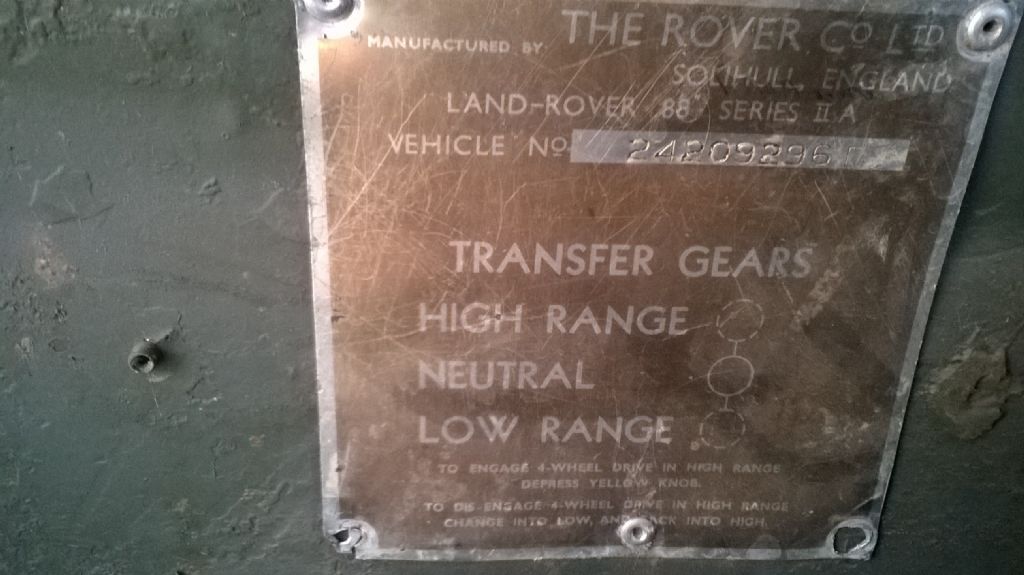 MANUFACTURED BY THE ROVER CO LTD
SOLIHULL, ENGLAND
LAND-ROVER 88 SERIES II A
VEHICLE NO 24209296
TRANSFER GEARS
HIGH RANGE
NEUTRAL
LOW RANGE
TO ENGAGE 4-WHEEL DRIVE IN HIGH RANGE
DEPRESS YELLOW KNOB.
TO DIS-ENGAGE 4-WHEEL DRIVE IN HIGH RANGE
CHANGE INTO LOW, AND BACK INTO HIGH.